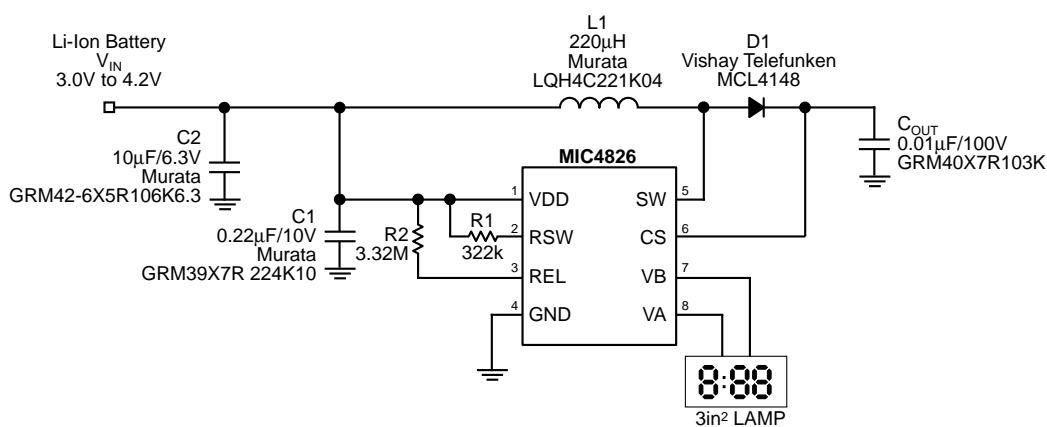 Li-Ion Battery
VIN
3.0V to 4.2V
L1
220µH
Murata
LQH4C221K04
D1
Vishay Telefunken
MCL4148
C2
10µF/6.3V
Murata
GRM42-6X5R106K6.3
COUT
0.01µF/100V
GRM40X7R103K
C1
0.22µF/10V
Murata
GRM39X7R 224K10
R2
3.32M
R1
322k
MIC4826
1 VDD SW 5
2 RSW CS 6
3 REL VB 7
4 GND VA 8
8:88
3in² LAMP